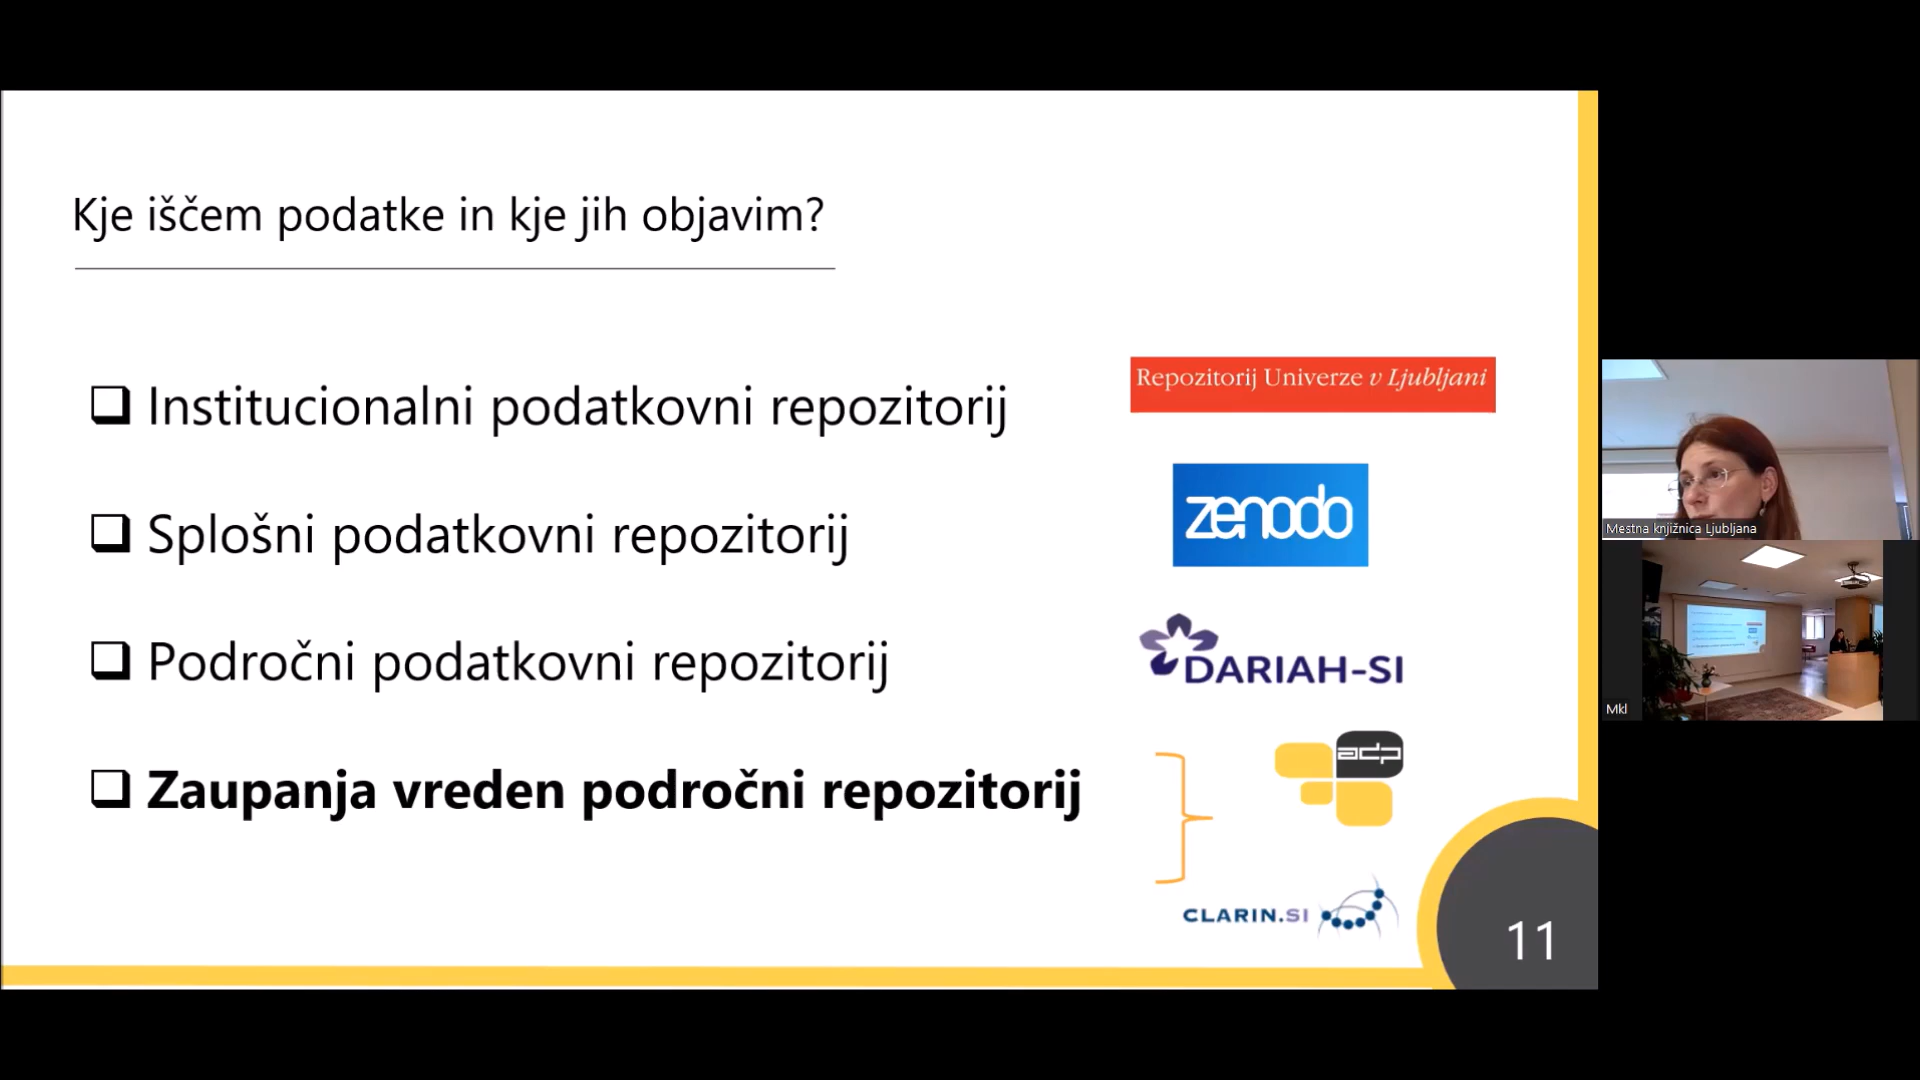 Kje iščem podatke in kje jih objavim?
❑ Institucionalni podatkovni repozitorij
Repozitorij Univerze v Ljubljani
❑ Splošni podatkovni repozitorij
zenodo
❑ Področni podatkovni repozitorij
DARIAH-SI
❑ Zaupanja vreden področni repozitorij
adp
CLARIN.SI
11
Mestna knjižnica Ljubljana
Mkl